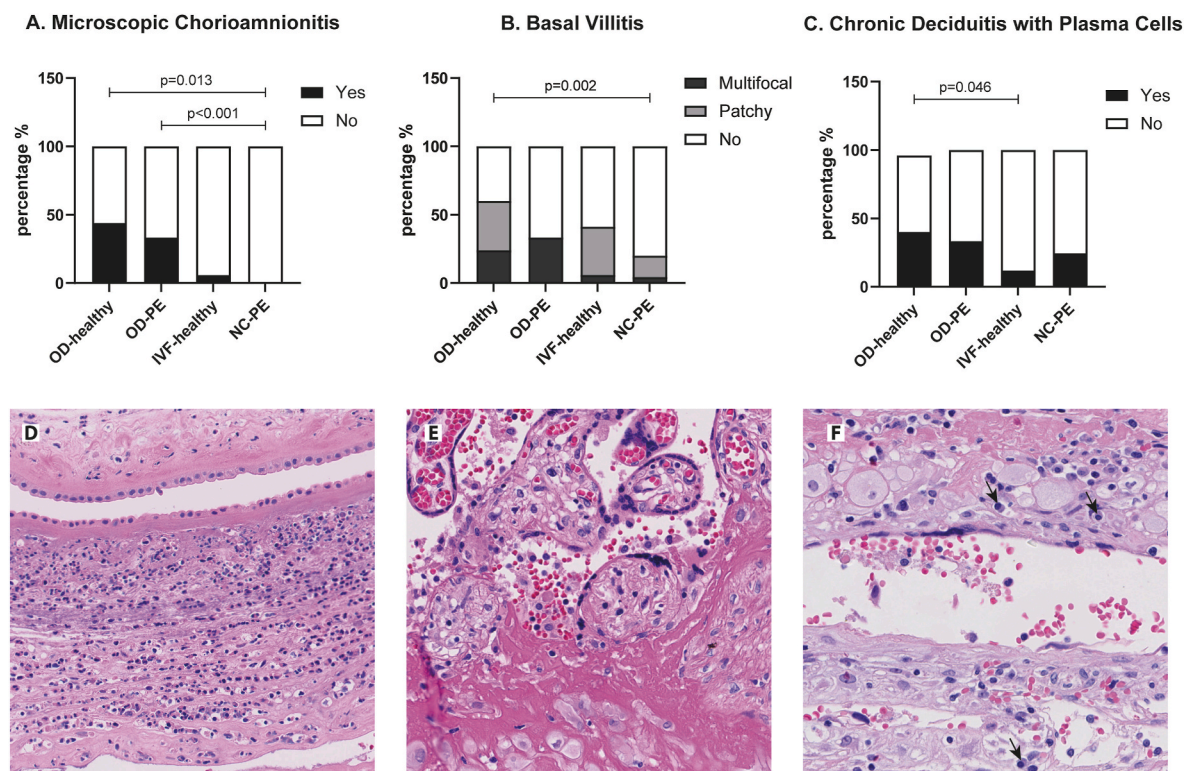 A. Microscopic Chorioamnionitis
150
100
50
0
percentage %
p=0.013
p<0.001
Yes
No
OD-healthy
OD-PE
IVF-healthy
NC-PE
B. Basal Villitis
150
100
50
0
percentage %
p=0.002
Multifocal
Patchy
No
OD-healthy
OD-PE
IVF-healthy
NC-PE
C. Chronic Deciduitis with Plasma Cells
150
100
50
0
percentage %
p=0.046
Yes
No
OD-healthy
OD-PE
IVF-healthy
NC-PE
D
E
F